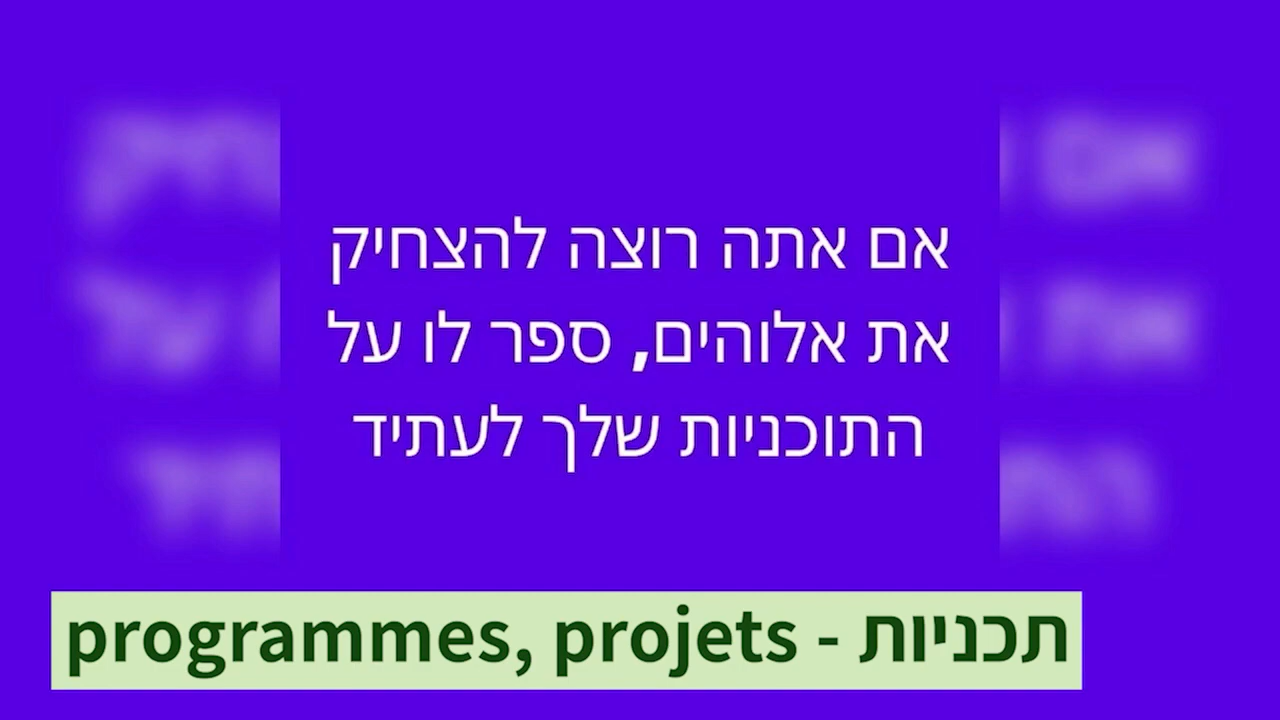 אם אתה רוצה להצחיק
את אלוהים, ספר לו על
התוכניות שלך לעתיד
programmes, projets - תכניות